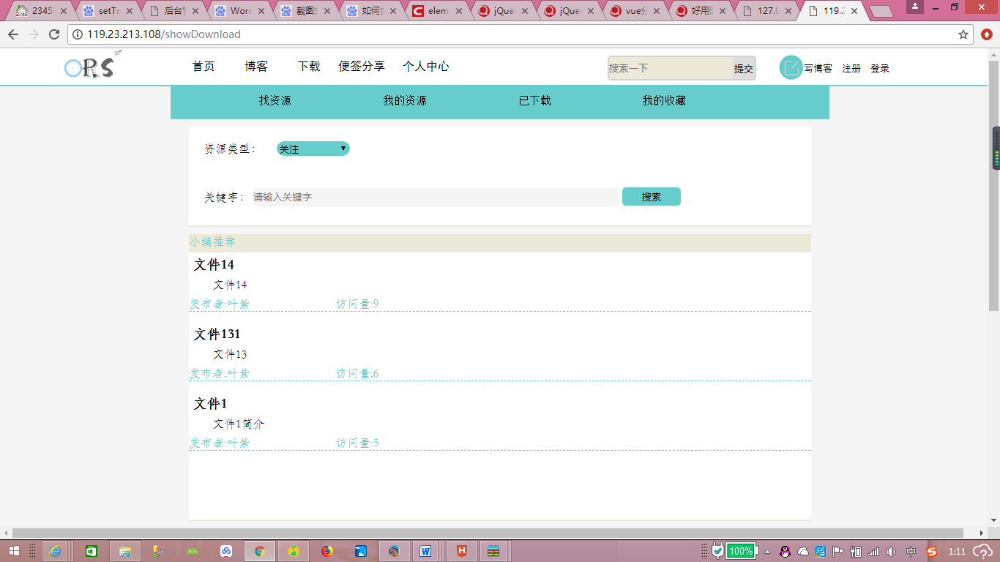 2345
setTo
后台管
Word
截图
如何
elem
jQue
jQue
vue分
好用的
127.0
119.2
119.23.213.108/showDownload
ORS
首页 博客 下载 便签分享 个人中心
搜索一下 提交
写博客 注册 登录
找资源 我的资源 已下载 我的收藏
资源类型： 关注
关键字： 请输入关键字 搜索
小编推荐
文件14
文件14
发布者:叶紫 访问量:9
文件131
文件13
发布者:叶紫 访问量:6
文件1
文件1简介
发布者:叶紫 访问量:5
100% 中 1:11